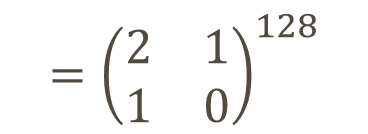 = (2 1
1 0)^128